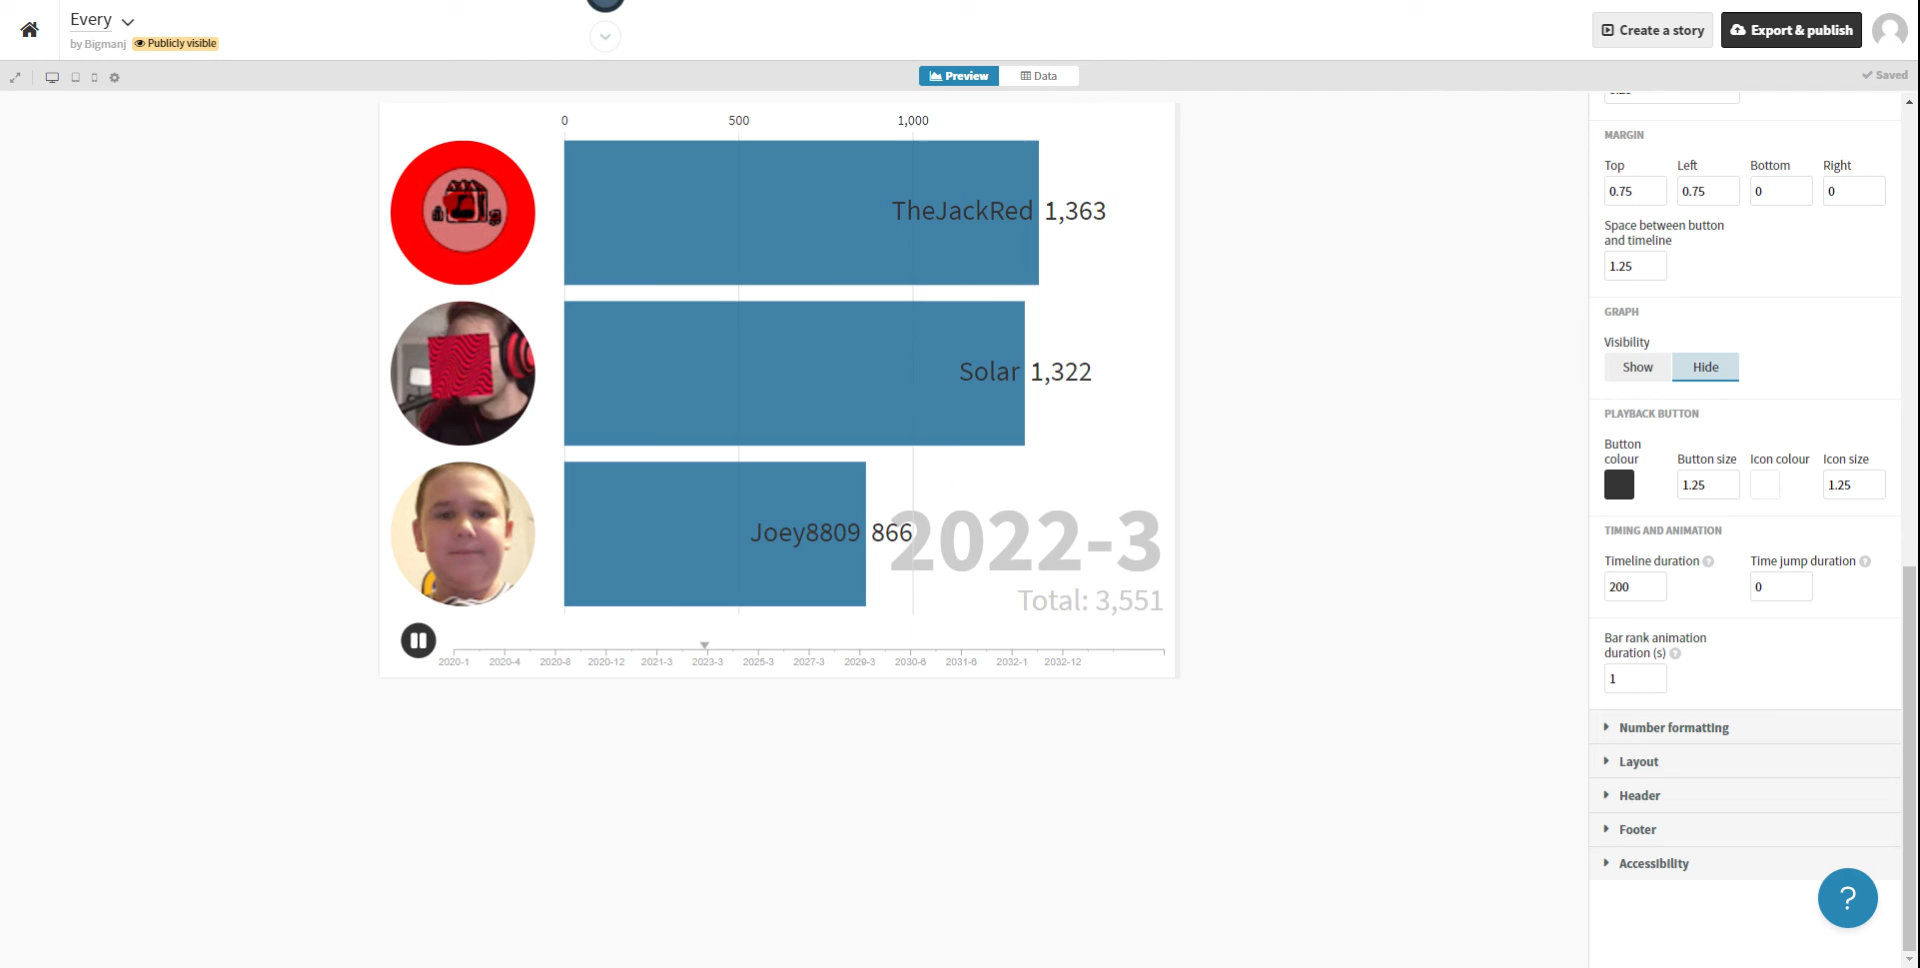 Every
by Bigmanj Publicly visible
Create a story
Export & publish
Preview
Data
Saved
0 500 1,000
TheJackRed 1,363
Solar 1,322
Joey8809 866
2022-3
Total: 3,551
2020-1 2020-4 2020-8 2020-12 2021-3 2023-3 2025-3 2027-3 2029-3 2030-6 2031-6 2032-1 2032-12
MARGIN
Top Left Bottom Right
0.75 0.75 0 0
Space between button
and timeline
1.25
GRAPH
Visibility
Show Hide
PLAYBACK BUTTON
Button
colour Button size Icon colour Icon size
1.25 1.25
TIMING AND ANIMATION
Timeline duration ? Time jump duration ?
200 0
Bar rank animation
duration (s) ?
1
Number formatting
Layout
Header
Footer
Accessibility
?